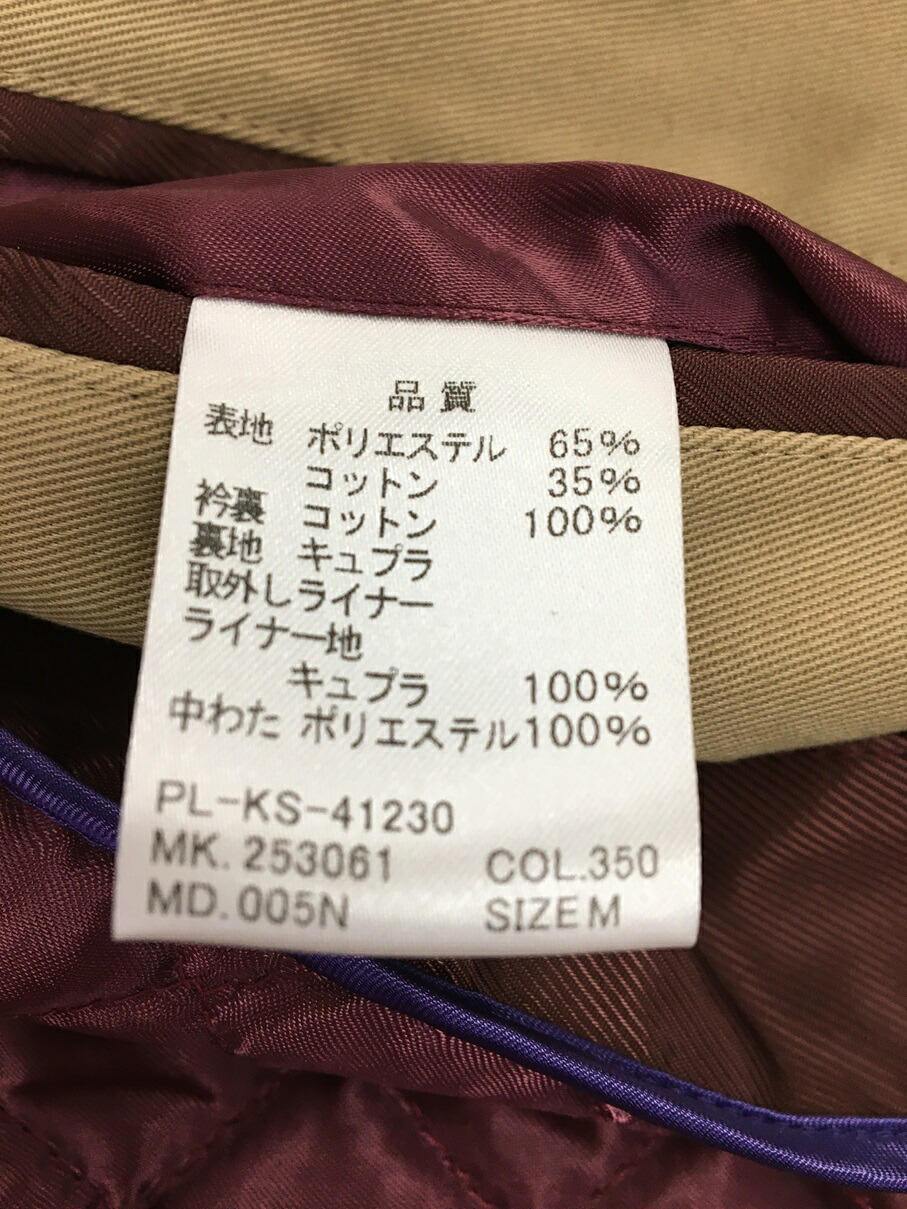 品質
表地 ポリエステル 65%
コットン 35%
衿裏 コットン 100%
裏地 キュプラ
取外しライナー
ライナー地
キュプラ 100%
中わた ポリエステル100%
PL-KS-41230
MK.253061 COL.350
MD.005N SIZE M